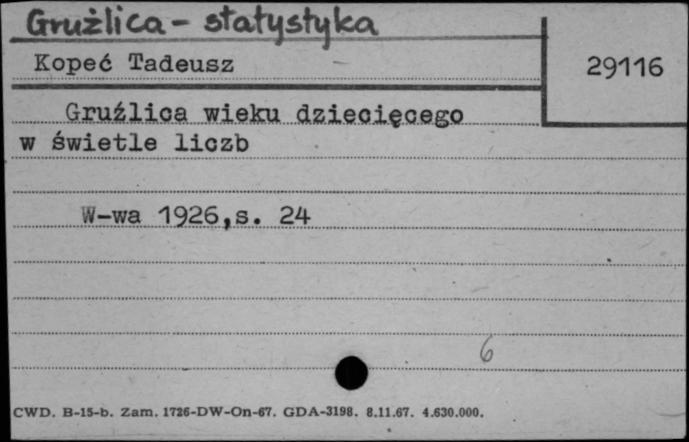 Gruźlica - statystyka
Kopeć Tadeusz
29116
Gruźlica wieku dziecięcego
w świetle liczb
W-wa 1926,s. 24
6
CWD. B-15-b. Zam. 1726-DW-On-67. GDA-3198. 8.11.67. 4.630.000.